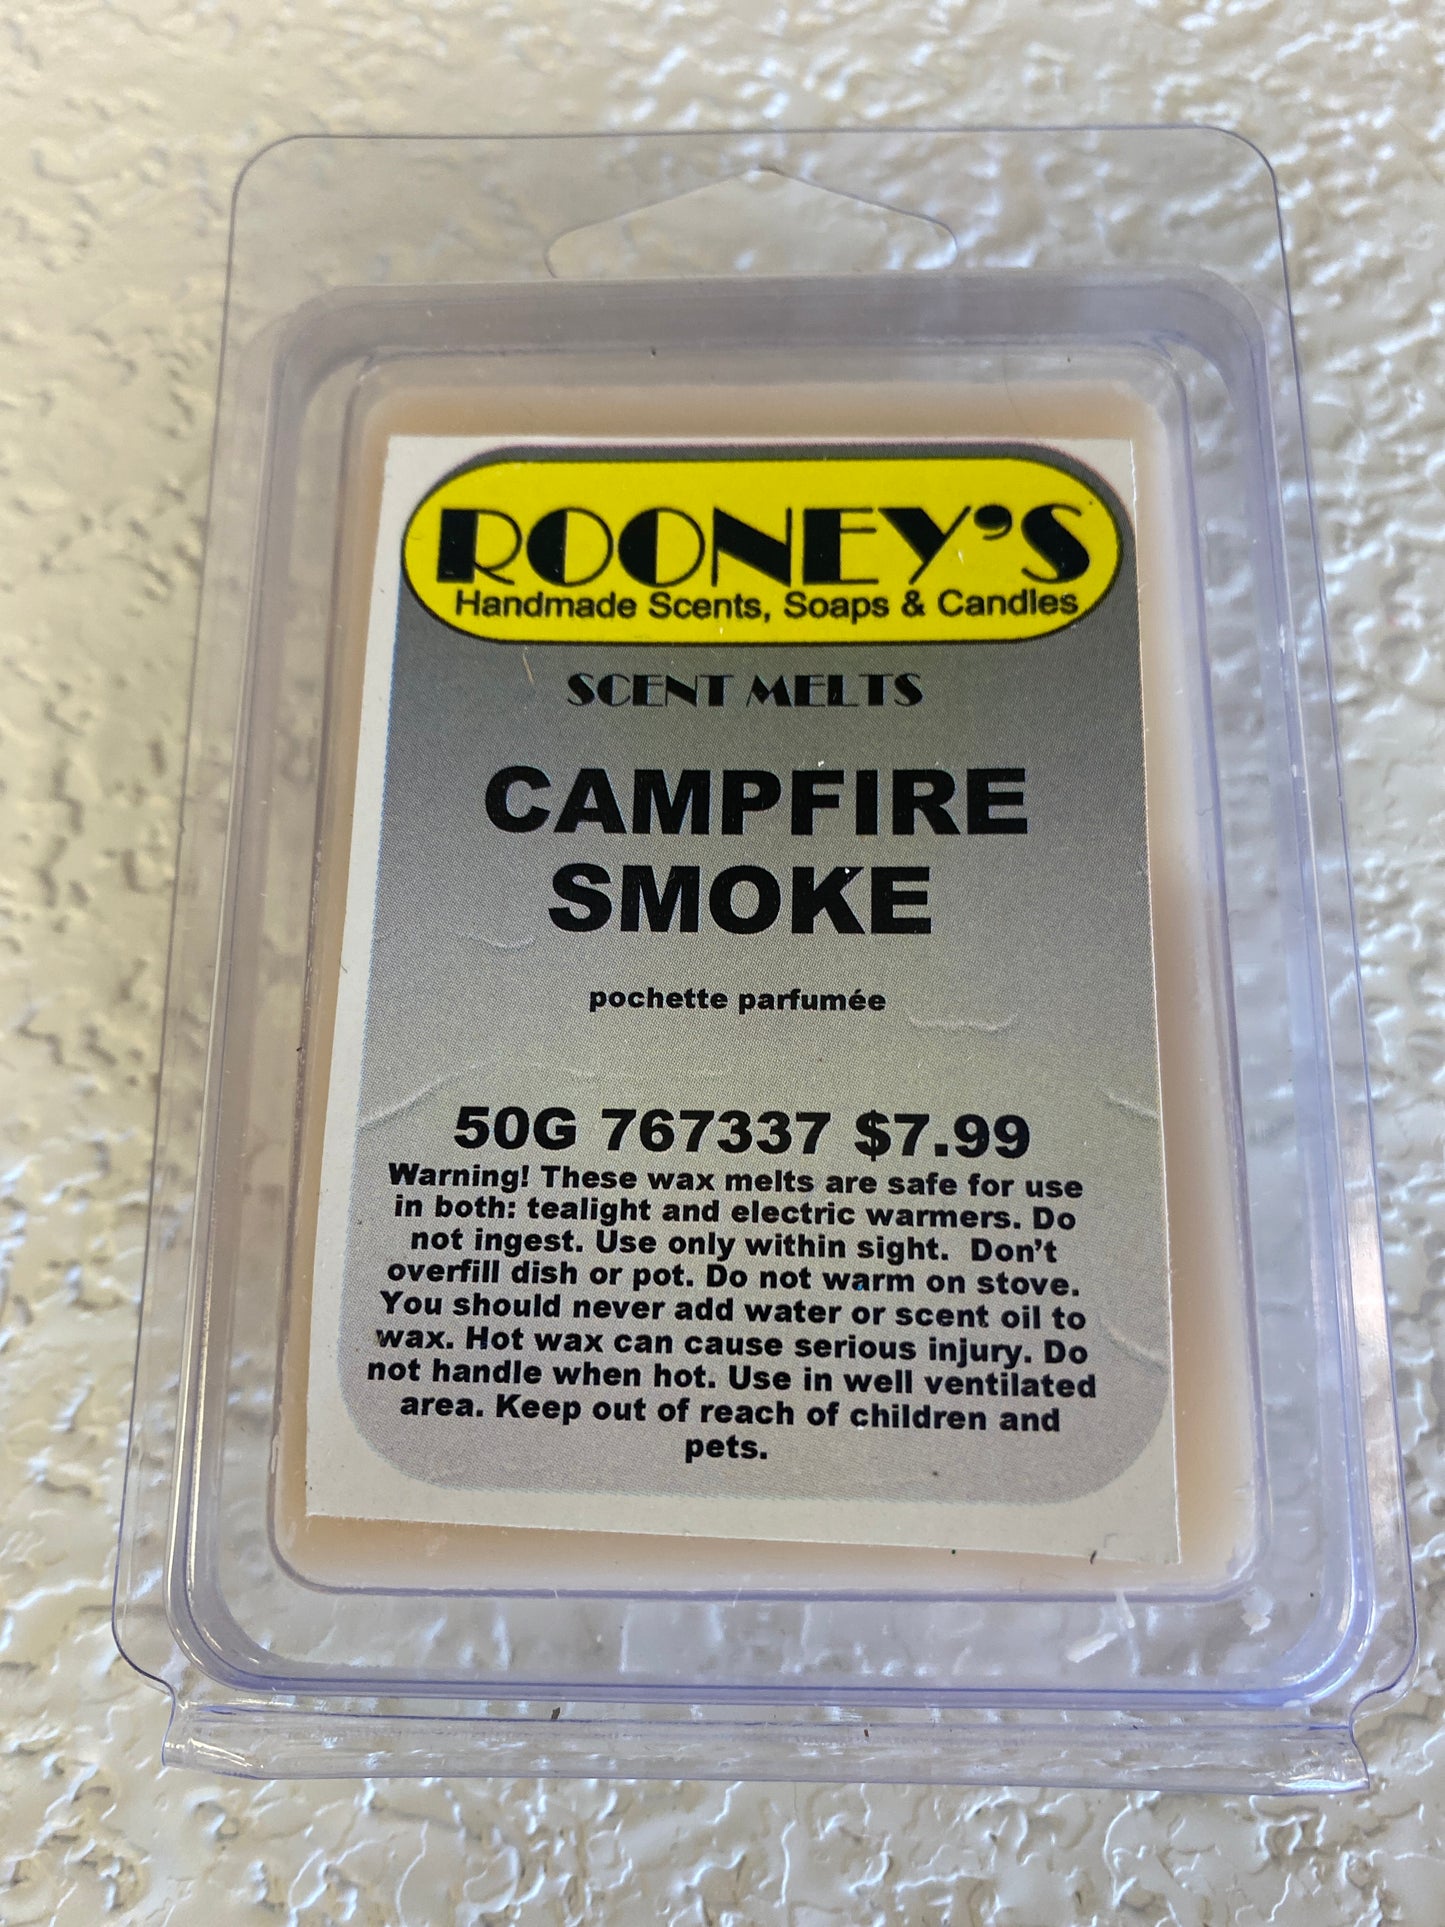 ROONEY'S
Handmade Scents, Soaps & Candles
SCENT MELTS
CAMPFIRE
SMOKE
pochette parfumée
50G 767337 $7.99
Warning! These wax melts are safe for use
in both: tealight and electric warmers. Do
not ingest. Use only within sight.  Don't
overfill dish or pot. Do not warm on stove.
You should never add water or scent oil to
wax. Hot wax can cause serious injury. Do
not handle when hot. Use in well ventilated
area. Keep out of reach of children and
pets.